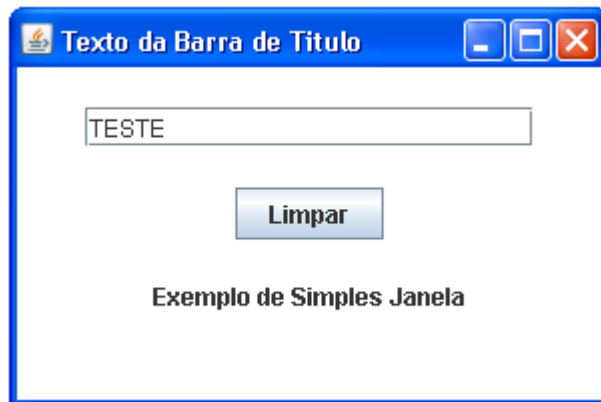 Texto da Barra de Titulo
TESTE
Limpar
Exemplo de Simples Janela